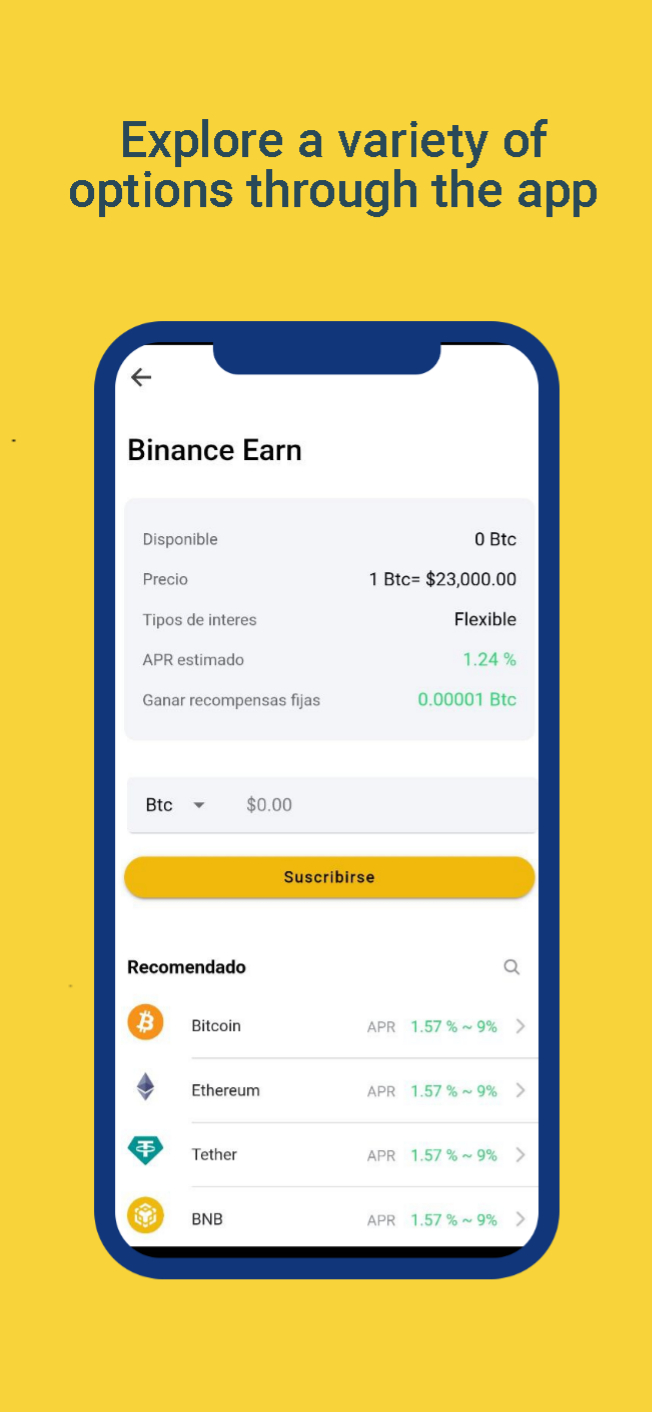 Explore a variety of
options through the app
Binance Earn
Disponible 0 Btc
Precio 1 Btc= $23,000.00
Tipos de interes Flexible
APR estimado 1.24 %
Ganar recompensas fijas 0.00001 Btc
Btc $0.00
Suscribirse
Recomendado
Bitcoin APR 1.57 % ~ 9%
Ethereum APR 1.57 % ~ 9%
Tether APR 1.57 % ~ 9%
BNB APR 1.57 % ~ 9%